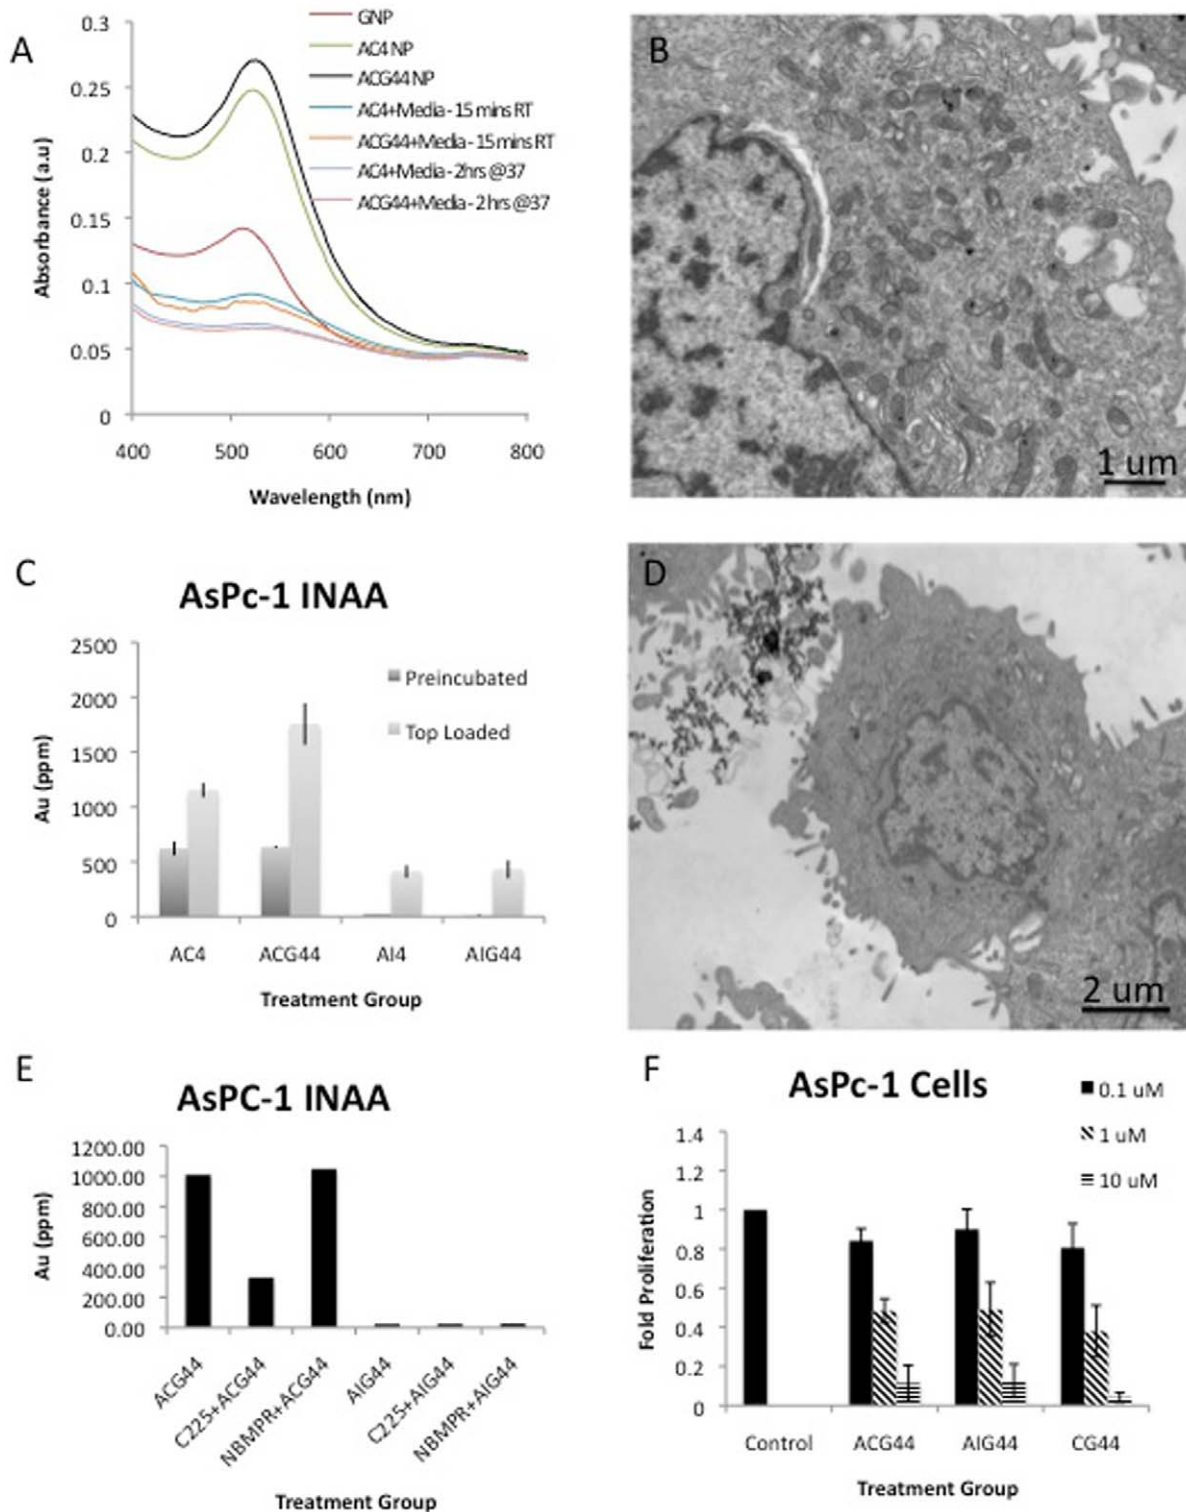 A
0.3
0.25
0.2
0.15
0.1
0.05
0
400
500
600
700
800
Absorbance (a.u)
Wavelength (nm)
GNP
AC4 NP
ACG44 NP
AC4+Media - 15 mins RT
ACG44+Media - 15 mins RT
AC4+Media - 2hrs @37
ACG44+Media - 2 hrs @37
B
1 um
C
AsPc-1 INAA
2500
2000
1500
1000
500
0
Au (ppm)
Preincubated
Top Loaded
AC4
ACG44
AI4
AIG44
Treatment Group
D
2 um
E
AsPC-1 INAA
1200.00
1000.00
800.00
600.00
400.00
200.00
0.00
Au (ppm)
ACG44
C225+ACG44
NBMPR+ACG44
AIG44
C225+AIG44
NBMPR+AIG44
Treatment Group
F
AsPc-1 Cells
0.1 uM
1 uM
10 uM
1.4
1.2
1
0.8
0.6
0.4
0.2
0
Fold Proliferation
Control
ACG44
AIG44
CG44
Treatment Group